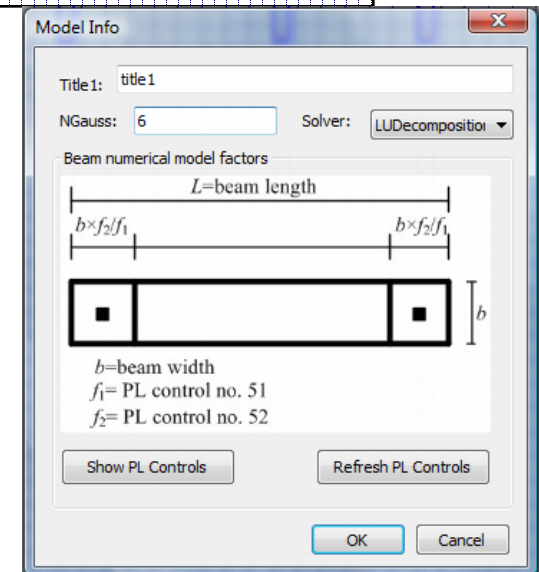 Model Info
Title1: title1
NGauss: 6 Solver: LUDecomposition
Beam numerical model factors
L=beam length
b×f2/f1 b×f2/f1
b
b=beam width
f1= PL control no. 51
f2= PL control no. 52
Show PL Controls Refresh PL Controls
OK Cancel